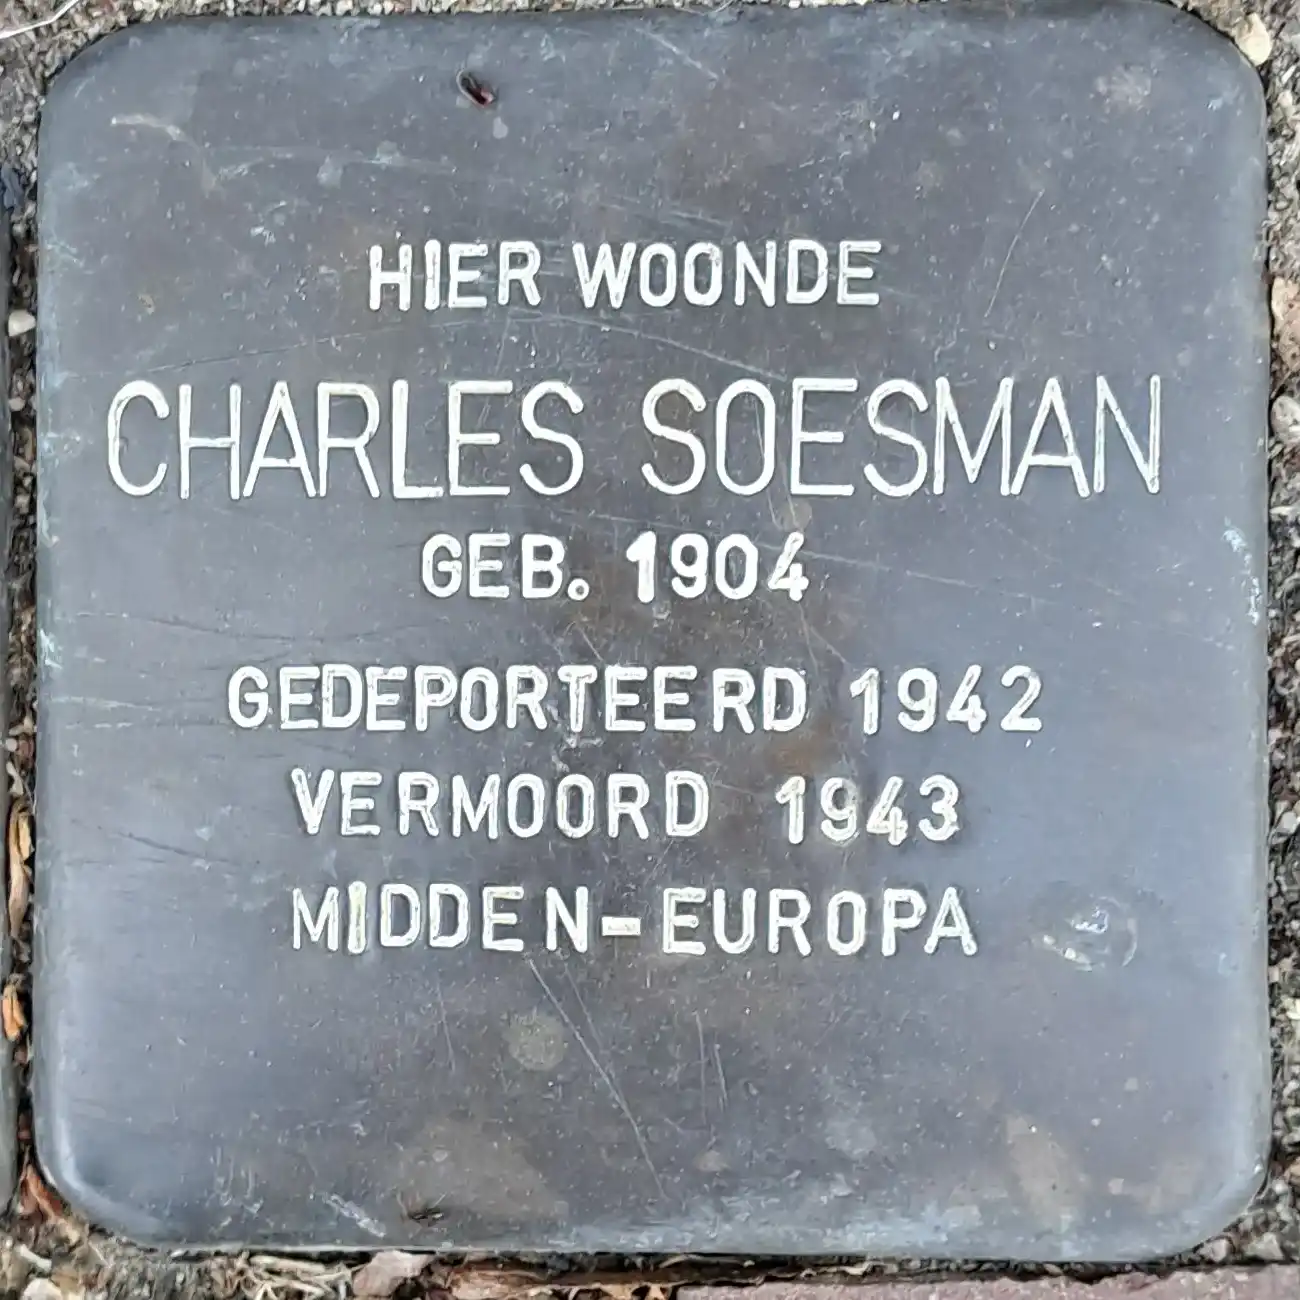 HIER WOONDE
CHARLES SOESMAN
GEB. 1904
GEDEPORTEERD 1942
VERMOORD 1943
MIDDEN-EUROPA